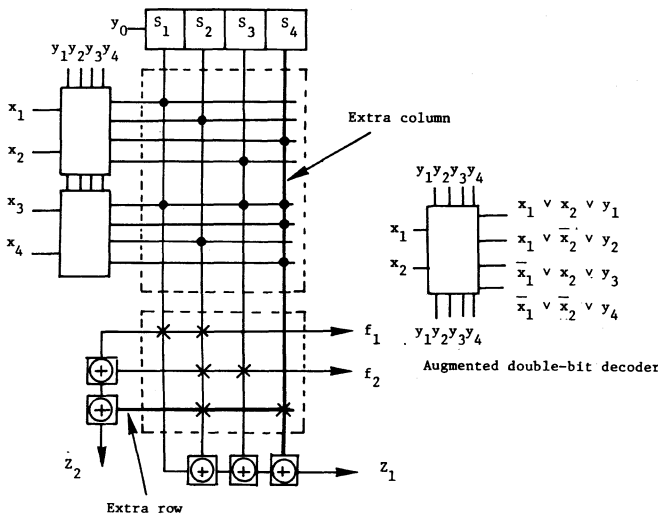 y₀ S₁ S₂ S₃ S₄
y₁y₂y₃y₄
x₁
x₂
x₃
x₄
Extra column
y₁y₂y₃y₄
x₁
x₂
x₁ ∨ x₂ ∨ y₁
x₁ ∨ x̄₂ ∨ y₂
x̄₁ ∨ x₂ ∨ y₃
x̄₁ ∨ x̄₂ ∨ y₄
y₁y₂y₃y₄
Augmented double-bit decoder
f₁
f₂
Z₂
Z₁
Extra row